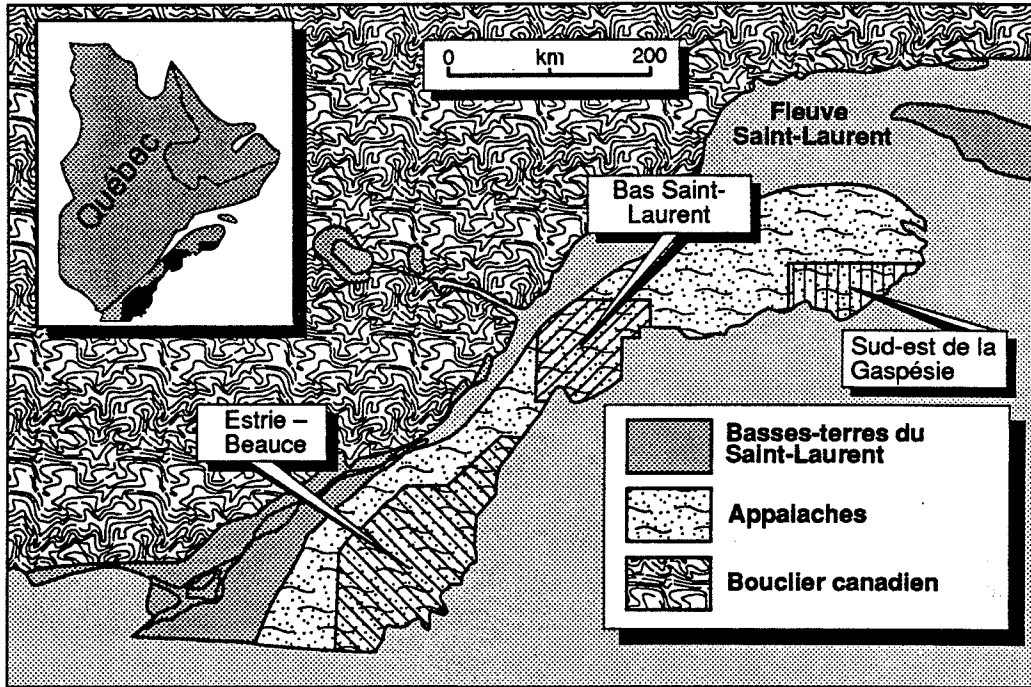 Québec
0 km 200
Fleuve
Saint-Laurent
Bas Saint-
Laurent
Sud-est de la
Gaspésie
Estrie –
Beauce
Basses-terres du
Saint-Laurent
Appalaches
Bouclier canadien